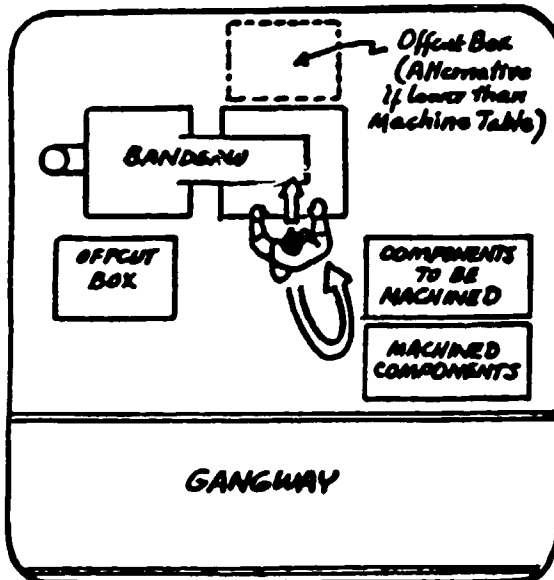 Offcut Box
(Alternative
if lower than
Machine Table)
BANDSAW
OFFCUT
BOX
COMPONENTS
TO BE
MACHINED
MACHINED
COMPONENTS
GANGWAY